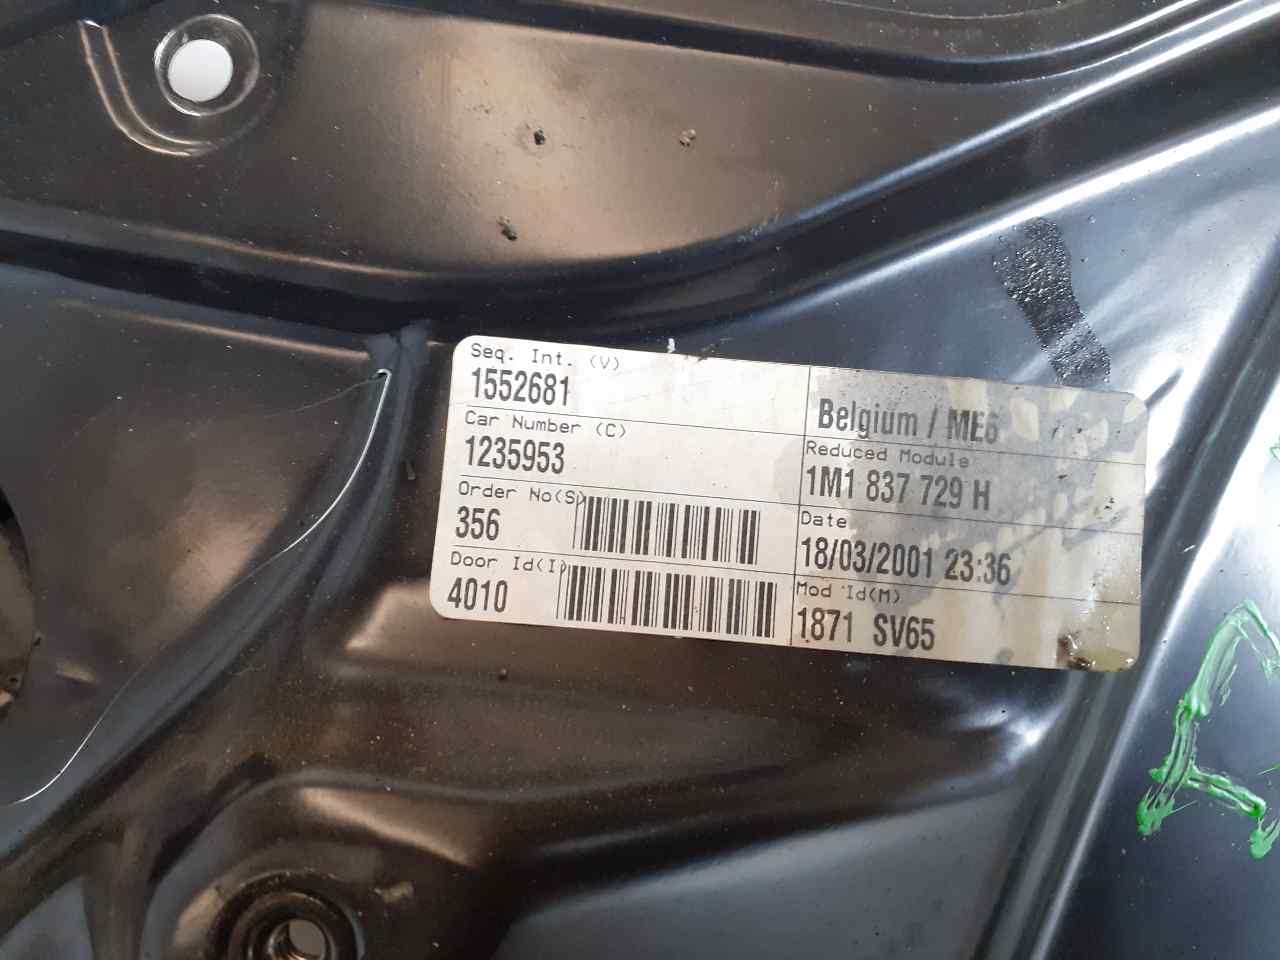 Seq. Int. (V)
1552681
Car Number (C)
1235953
Order No(S)
356
Door Id(I)
4010
Belgium / ME6
Reduced Module
1M1 837 729 H
Date
18/03/2001 23:36
Mod Id(M)
1871 SV65